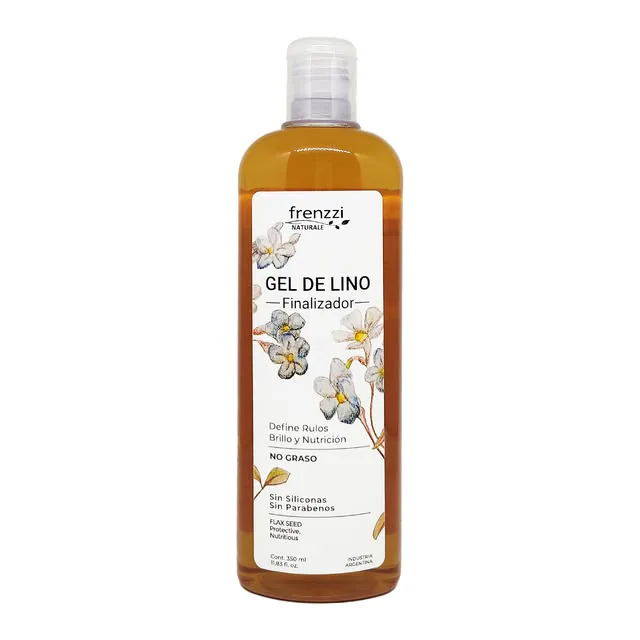 frenzzi
NATURALE
GEL DE LINO
Finalizador
Define Rulos
Brillo y Nutrición
NO GRASO
Sin Siliconas
Sin Parabenos
FLAX SEED
Protective,
Nutritious
Cont. 350 ml
11,83 fl. oz.
INDUSTRIA
ARGENTINA